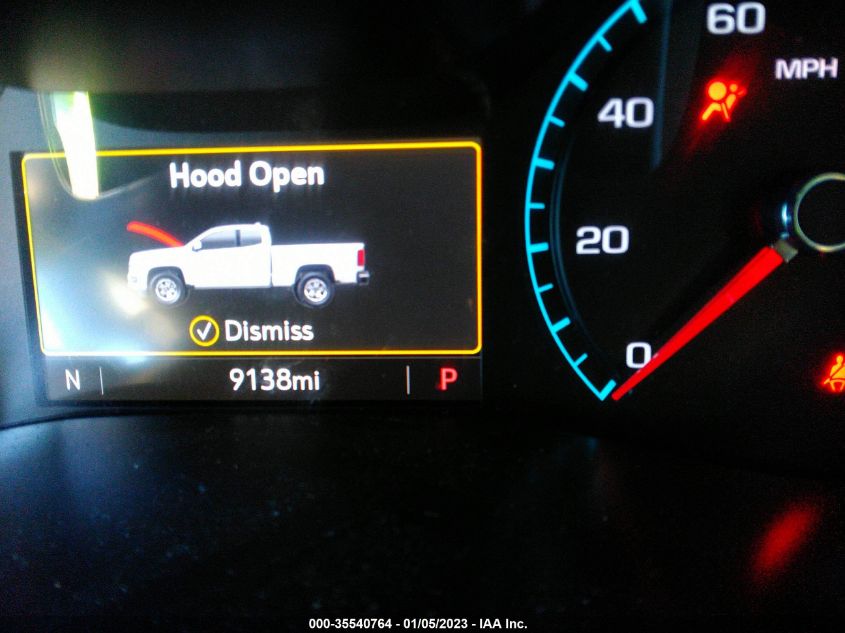 60
MPH
40
Hood Open
20
Dismiss
0
N
9138mi
P
000-35540764 - 01/05/2023 - IAA Inc.